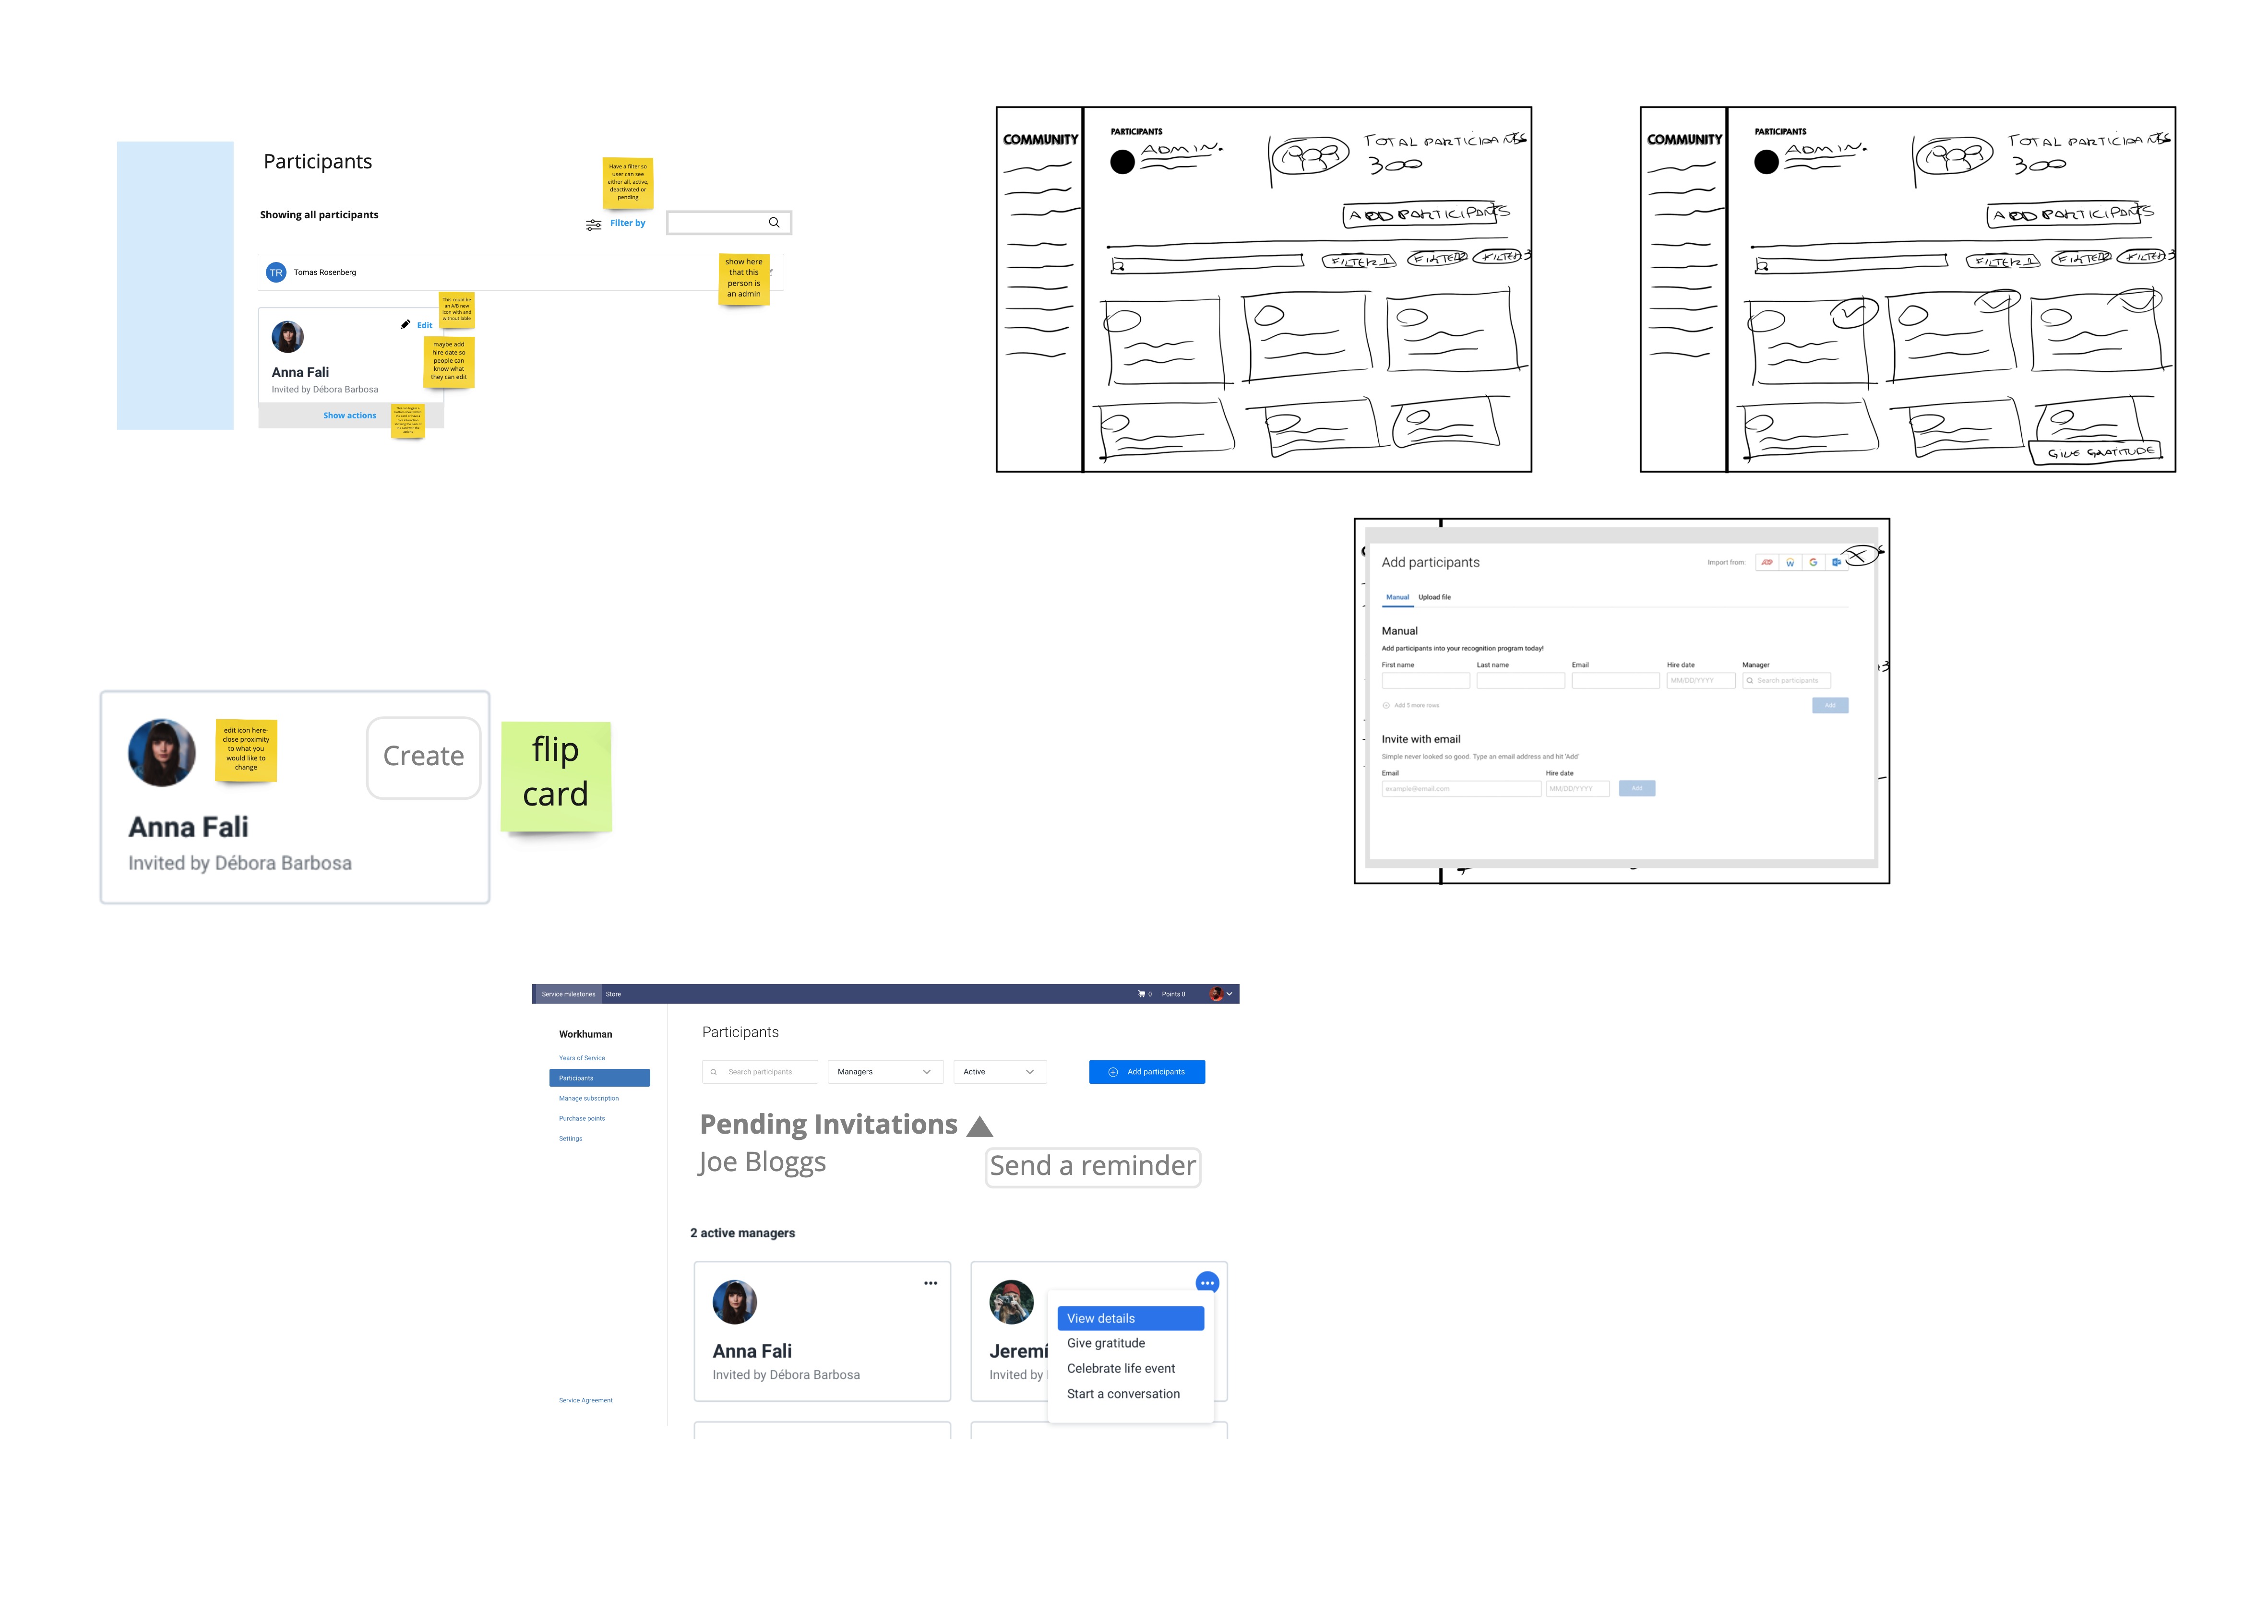 Participants
Have a filter so
user can see
either all, active,
deactivated or
pending
Showing all participants
Filter by
TR
Tomas Rosenberg
show here
that this
person is
an admin
This could be
an A/B new
icon with and
without lable
Edit
maybe add
hire date so
people can
know what
they can edit
Anna Fali
Invited by Débora Barbosa
Show actions
COMMUNITY
PARTICIPANTS
ADMIN.
TOTAL PARTICIPANTS
300
ADD PARTICIPANTS
FILTER 1
FILTER 2
FILTER 3
COMMUNITY
PARTICIPANTS
ADMIN.
TOTAL PARTICIPANTS
300
ADD PARTICIPANTS
FILTER 1
FILTER 2
FILTER 3
GIVE GRATITUDE
Add participants
Import from:
Manual
Upload file
Manual
Add participants into your recognition program today!
First name
Last name
Email
Hire date
Manager
MM/DD/YYYY
Search participants
Add 5 more rows
Add
Invite with email
Simple never looked so good. Type an email address and hit 'Add'
Email
Hire date
example@email.com
MM/DD/YYYY
Add
edit icon here-
close proximity
to what you
would like to
change
Create
Anna Fali
Invited by Débora Barbosa
flip
card
Service milestones
Store
0
Points 0
Workhuman
Years of Service
Participants
Manage subscription
Purchase points
Settings
Service Agreement
Participants
Search participants
Managers
Active
Add participants
Pending Invitations
Joe Bloggs
Send a reminder
2 active managers
Anna Fali
Invited by Débora Barbosa
Jeremí
Invited by
View details
Give gratitude
Celebrate life event
Start a conversation